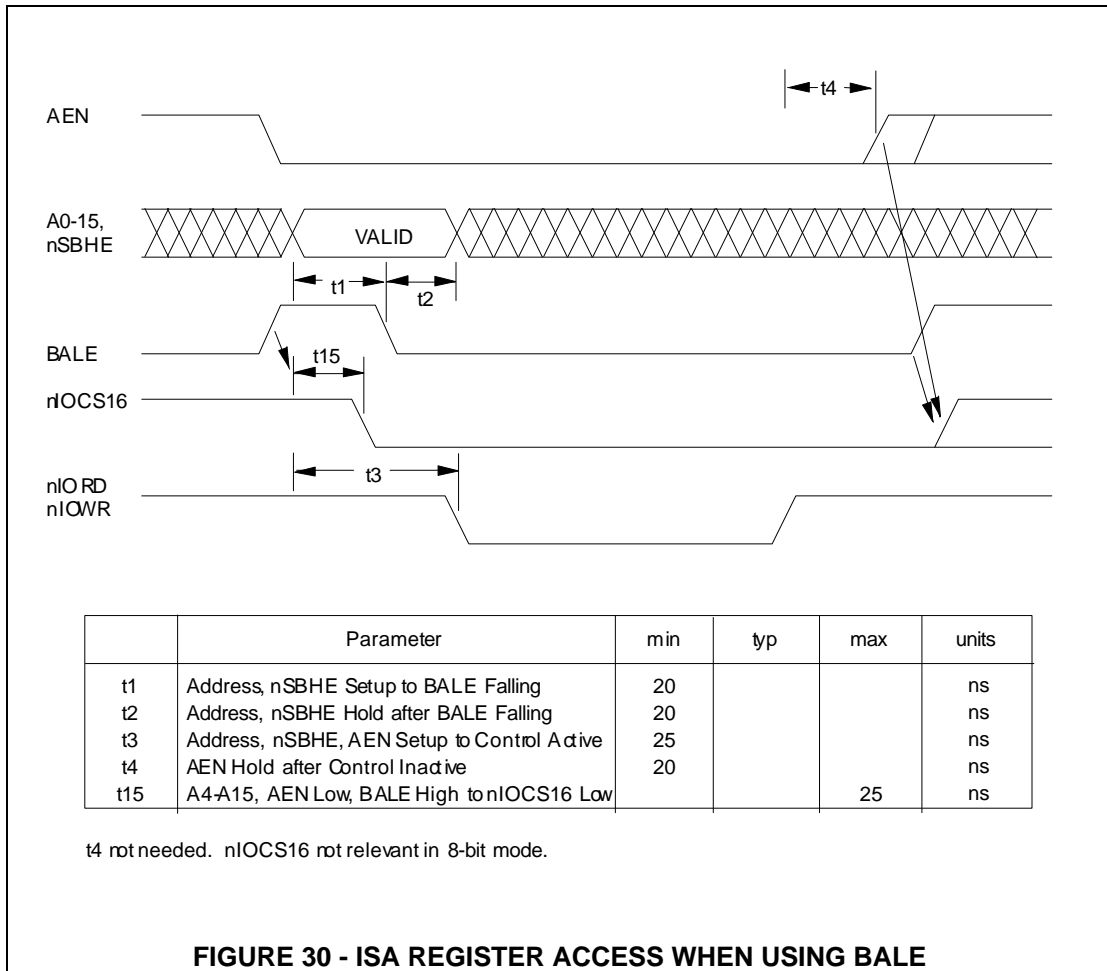 t4
AEN
A0-15,
nSBHE
VALID
t1
t2
BALE
t15
nIOCS16
t3
nIORD
nIOWR
Parameter min typ max units
t1 Address, nSBHE Setup to BALE Falling 20 ns
t2 Address, nSBHE Hold after BALE Falling 20 ns
t3 Address, nSBHE, AEN Setup to Control Active 25 ns
t4 AEN Hold after Control Inactive 20 ns
t15 A4-A15, AEN Low, BALE High to nIOCS16 Low 25 ns
t4 not needed. nIOCS16 not relevant in 8-bit mode.
FIGURE 30 - ISA REGISTER ACCESS WHEN USING BALE